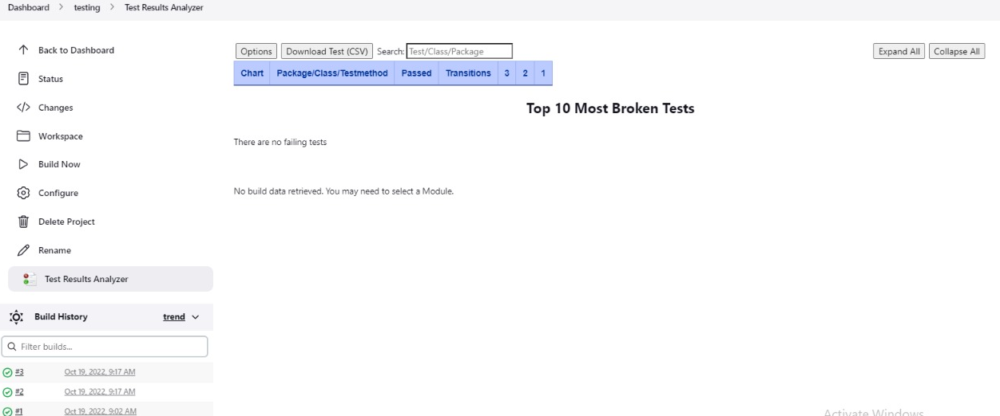 Dashboard > testing > Test Results Analyzer
Back to Dashboard
Status
Changes
Workspace
Build Now
Configure
Delete Project
Rename
Test Results Analyzer
Build History trend
Filter builds...
#3 Oct 19, 2022, 9:17 AM
#2 Oct 19, 2022, 9:17 AM
#1 Oct 19, 2022, 9:02 AM
Options Download Test (CSV) Search: Test/Class/Package
Expand All Collapse All
Chart Package/Class/Testmethod Passed Transitions 3 2 1
Top 10 Most Broken Tests
There are no failing tests
No build data retrieved. You may need to select a Module.
Activate Windows